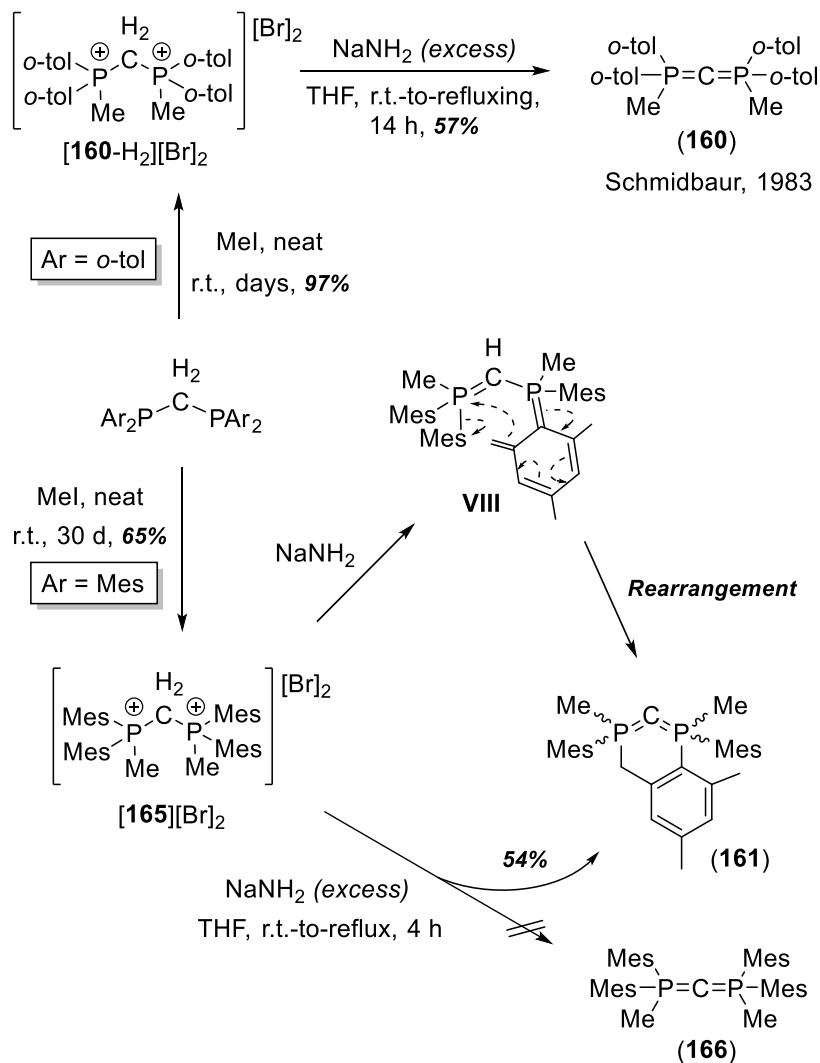 H2
o-tol
C
o-tol
P
P
o-tol
o-tol
Me
Me
[Br]2
[160-H2][Br]2
NaNH2 (excess)
THF, r.t.-to-refluxing,
14 h, 57%
o-tol
o-tol
o-tol
P=C=P
o-tol
Me
Me
(160)
Schmidbaur, 1983
Ar = o-tol
MeI, neat
r.t., days, 97%
H2
C
Ar2P
PAr2
MeI, neat
r.t., 30 d, 65%
Ar = Mes
NaNH2
H
C
Me
P
P
Me
Mes
Mes
Mes
VIII
Rearrangement
H2
Mes
C
Mes
P
P
Mes
Mes
Me
Me
[Br]2
[165][Br]2
Me
C
Me
P
P
Mes
Mes
(161)
54%
NaNH2 (excess)
THF, r.t.-to-reflux, 4 h
Mes
Mes
Mes
P=C=P
Mes
Me
Me
(166)